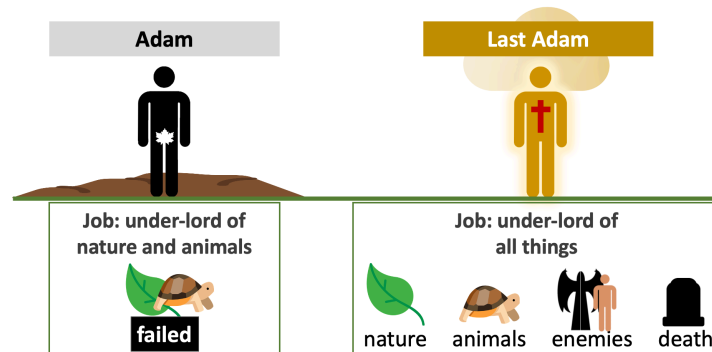 Adam
Last Adam
Job: under-lord of
nature and animals
failed
Job: under-lord of
all things
nature animals enemies death